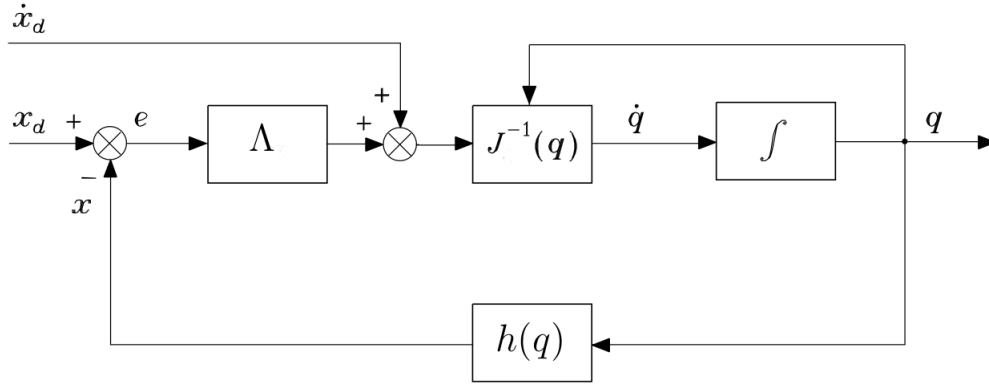 ẋ_d
+
x_d + e Λ + J⁻¹(q) q̇ ∫ q
−
x
h(q)